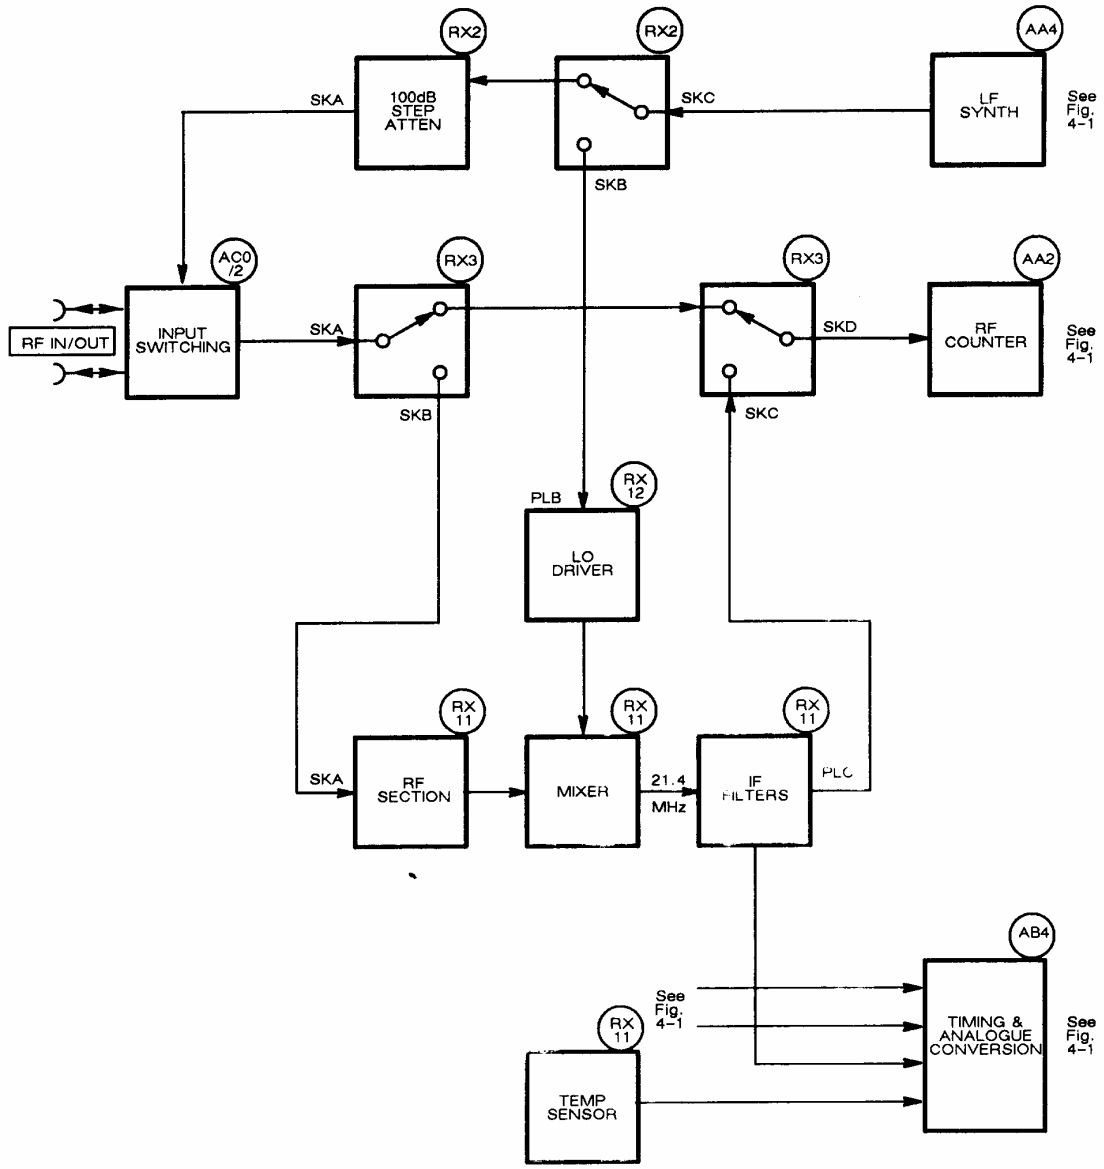 RX2
RX2
AA4
SKA
100dB
STEP
ATTEN
SKC
LF
SYNTH
See
Fig.
4-1
SKB
AC0
/2
RX3
RX3
AA2
RF IN/OUT
INPUT
SWITCHING
SKA
SKD
RF
COUNTER
See
Fig.
4-1
SKB
SKC
RX
12
PLB
LO
DRIVER
RX
11
RX
11
RX
11
SKA
RF
SECTION
MIXER
21.4
MHz
IF
FILTERS
PLC
AB4
See
Fig.
4-1
RX
11
TIMING &
ANALOGUE
CONVERSION
See
Fig.
4-1
TEMP
SENSOR